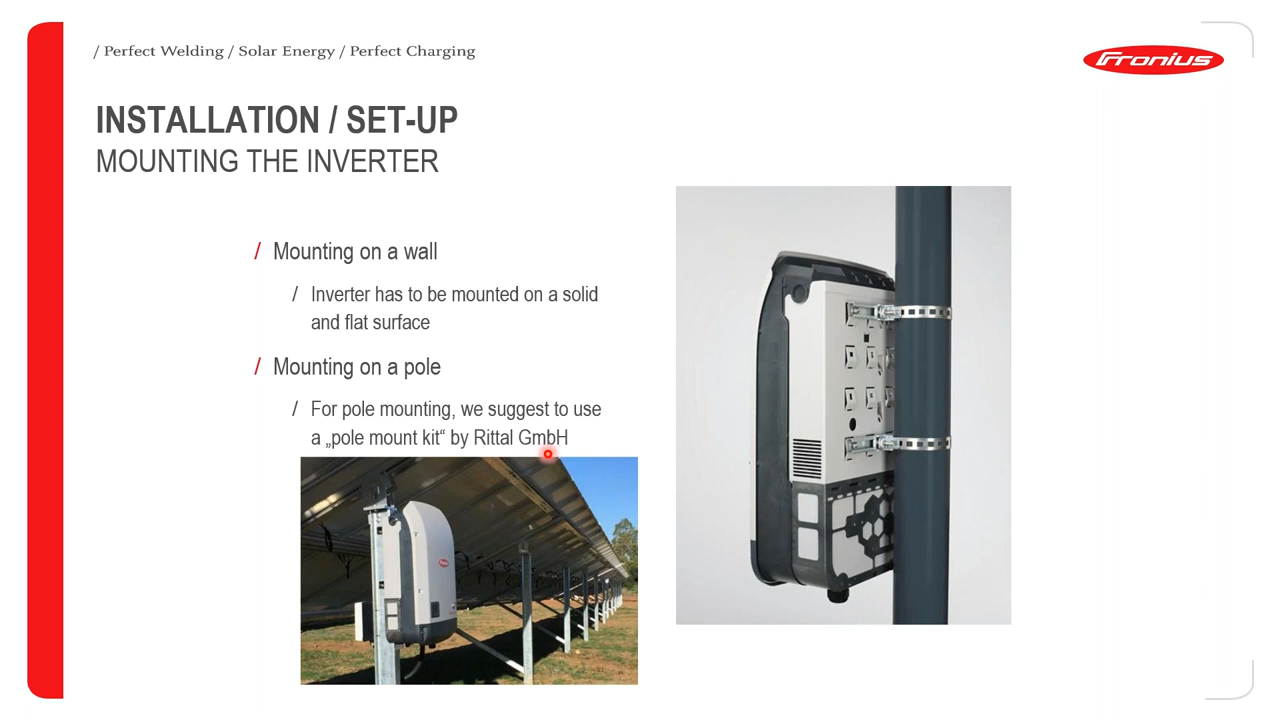 / Perfect Welding / Solar Energy / Perfect Charging
Fronius
INSTALLATION / SET-UP
MOUNTING THE INVERTER
/ Mounting on a wall
/ Inverter has to be mounted on a solid
and flat surface
/ Mounting on a pole
/ For pole mounting, we suggest to use
a „pole mount kit“ by Rittal GmbH